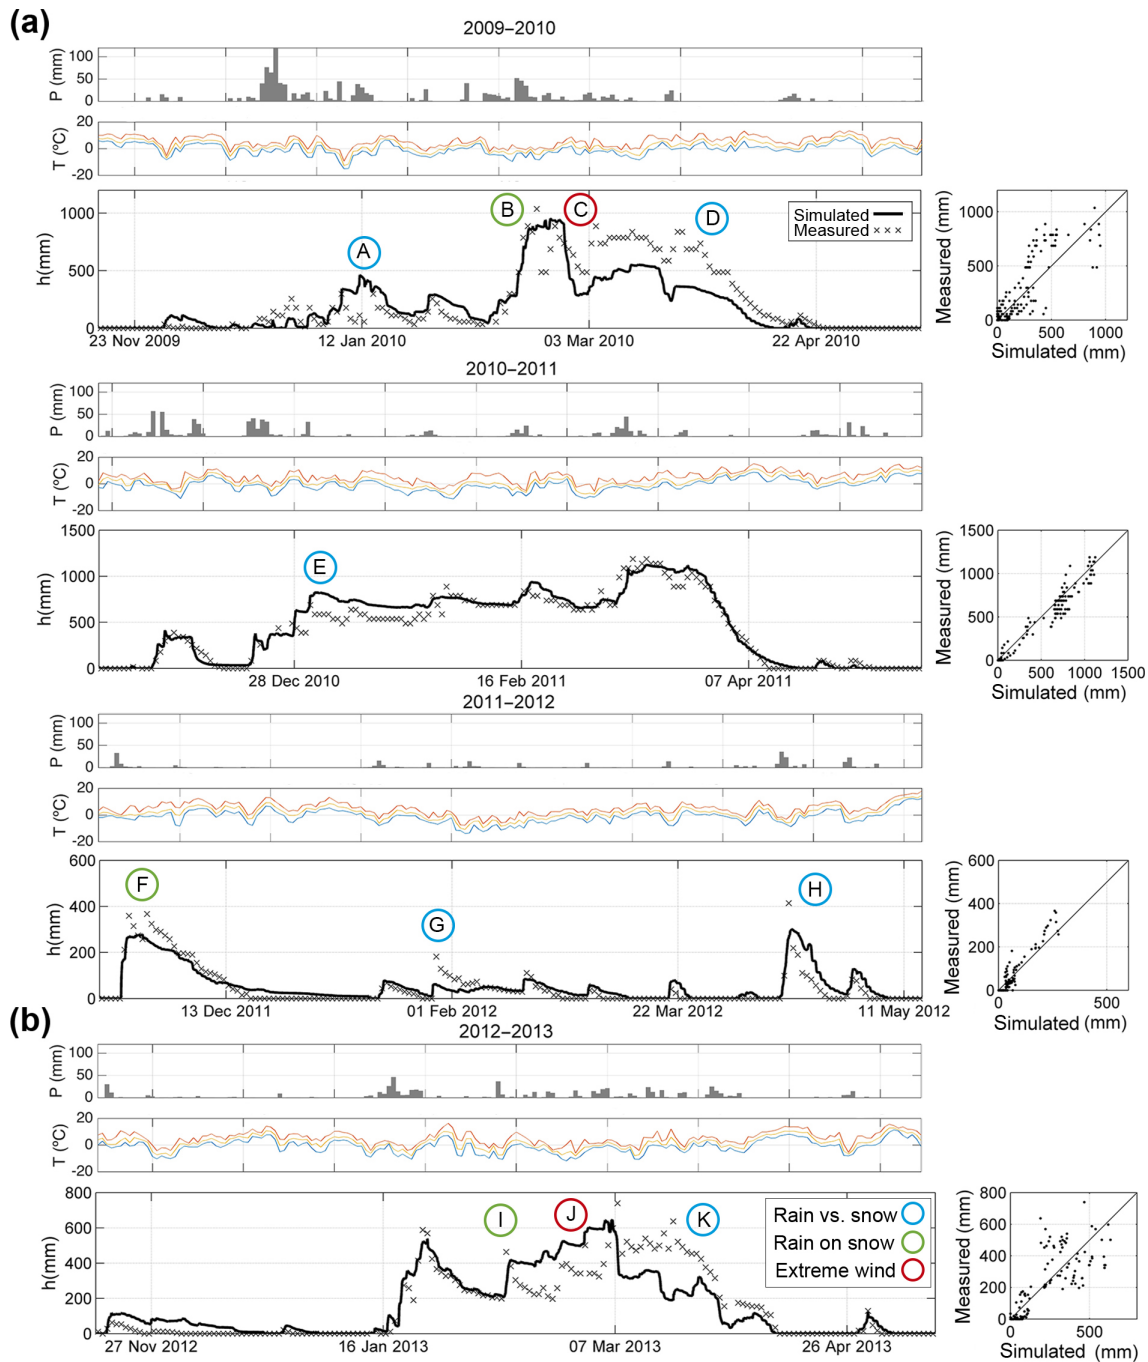 (a)
2009–2010
P (mm)
100
50
0
T (°C)
20
0
-20
h(mm)
1000
500
0
A
B
C
D
Simulated
Measured
23 Nov 2009
12 Jan 2010
03 Mar 2010
22 Apr 2010
Measured (mm)
1000
500
0
0
500
1000
Simulated (mm)
2010–2011
P (mm)
100
50
0
T (°C)
20
0
-20
h(mm)
1500
1000
500
0
E
28 Dec 2010
16 Feb 2011
07 Apr 2011
Measured (mm)
1500
1000
500
0
0
500
1000
1500
Simulated (mm)
2011–2012
P (mm)
100
50
0
T (°C)
20
0
-20
h(mm)
600
400
200
0
F
G
H
13 Dec 2011
01 Feb 2012
22 Mar 2012
11 May 2012
Measured (mm)
600
400
200
0
0
500
Simulated (mm)
(b)
2012–2013
P (mm)
100
50
0
T (°C)
20
0
-20
h(mm)
800
600
400
200
0
I
J
K
Rain vs. snow
Rain on snow
Extreme wind
27 Nov 2012
16 Jan 2013
07 Mar 2013
26 Apr 2013
Measured (mm)
800
600
400
200
0
0
500
Simulated (mm)